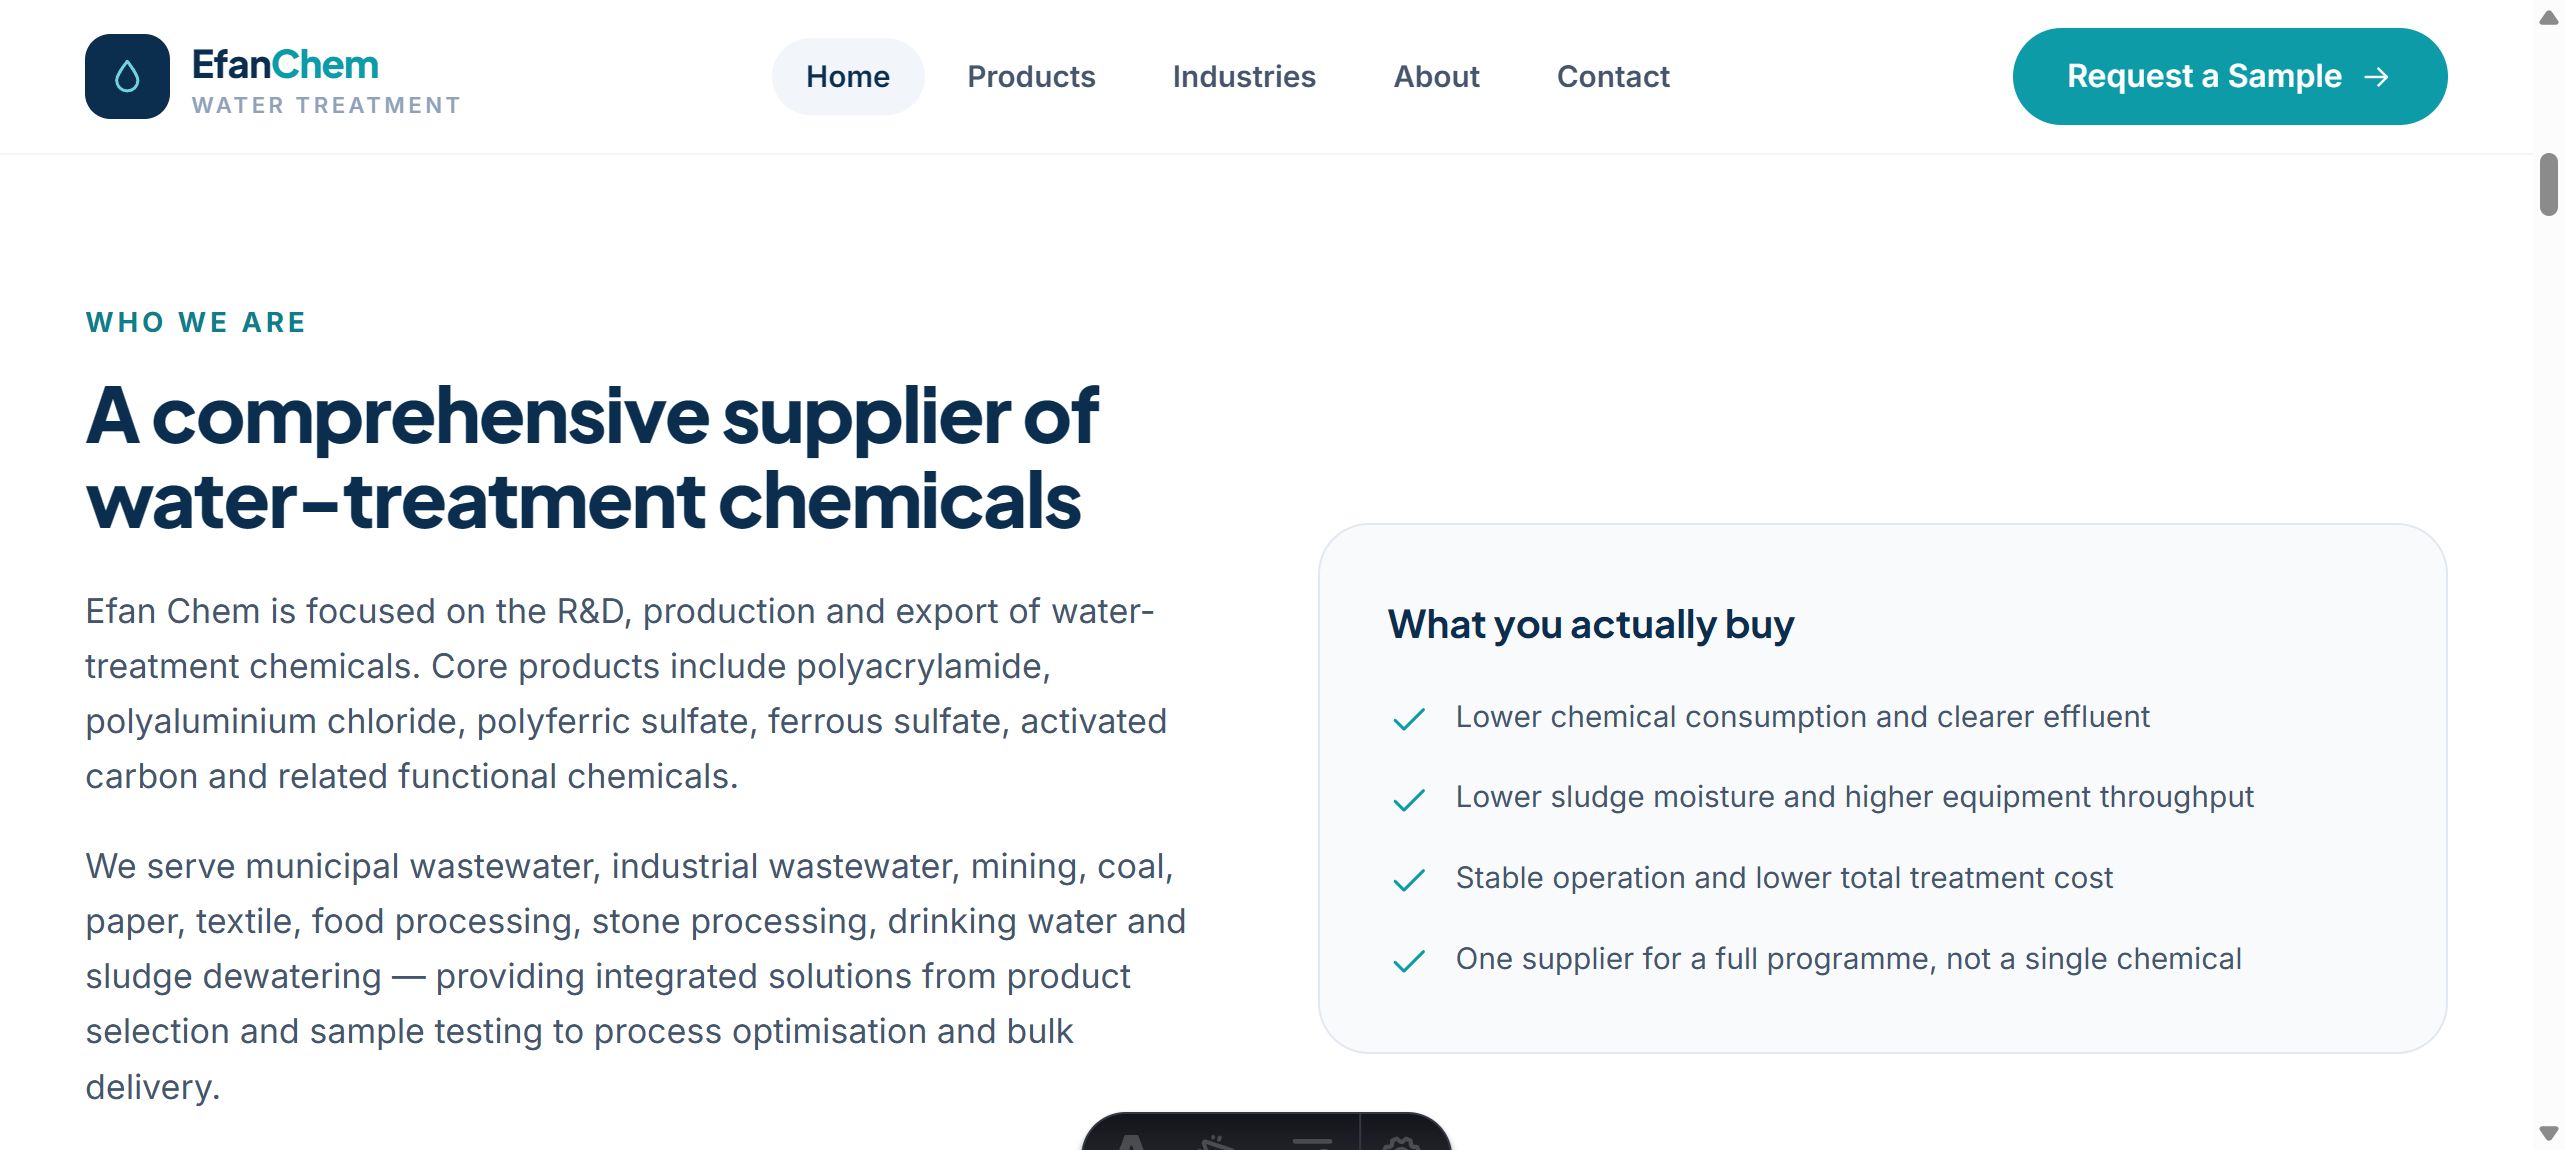 EfanChem
WATER TREATMENT
Home
Products
Industries
About
Contact
Request a Sample
WHO WE ARE
A comprehensive supplier of
water-treatment chemicals
Efan Chem is focused on the R&D, production and export of water-
treatment chemicals. Core products include polyacrylamide,
polyaluminium chloride, polyferric sulfate, ferrous sulfate, activated
carbon and related functional chemicals.
We serve municipal wastewater, industrial wastewater, mining, coal,
paper, textile, food processing, stone processing, drinking water and
sludge dewatering — providing integrated solutions from product
selection and sample testing to process optimisation and bulk
delivery.
What you actually buy
Lower chemical consumption and clearer effluent
Lower sludge moisture and higher equipment throughput
Stable operation and lower total treatment cost
One supplier for a full programme, not a single chemical